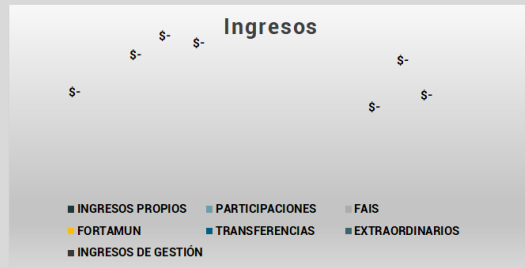 Ingresos
$-
$-
$-
$-
$-
$-
$-
INGRESOS PROPIOS PARTICIPACIONES FAIS
FORTAMUN TRANSFERENCIAS EXTRAORDINARIOS
INGRESOS DE GESTIÓN